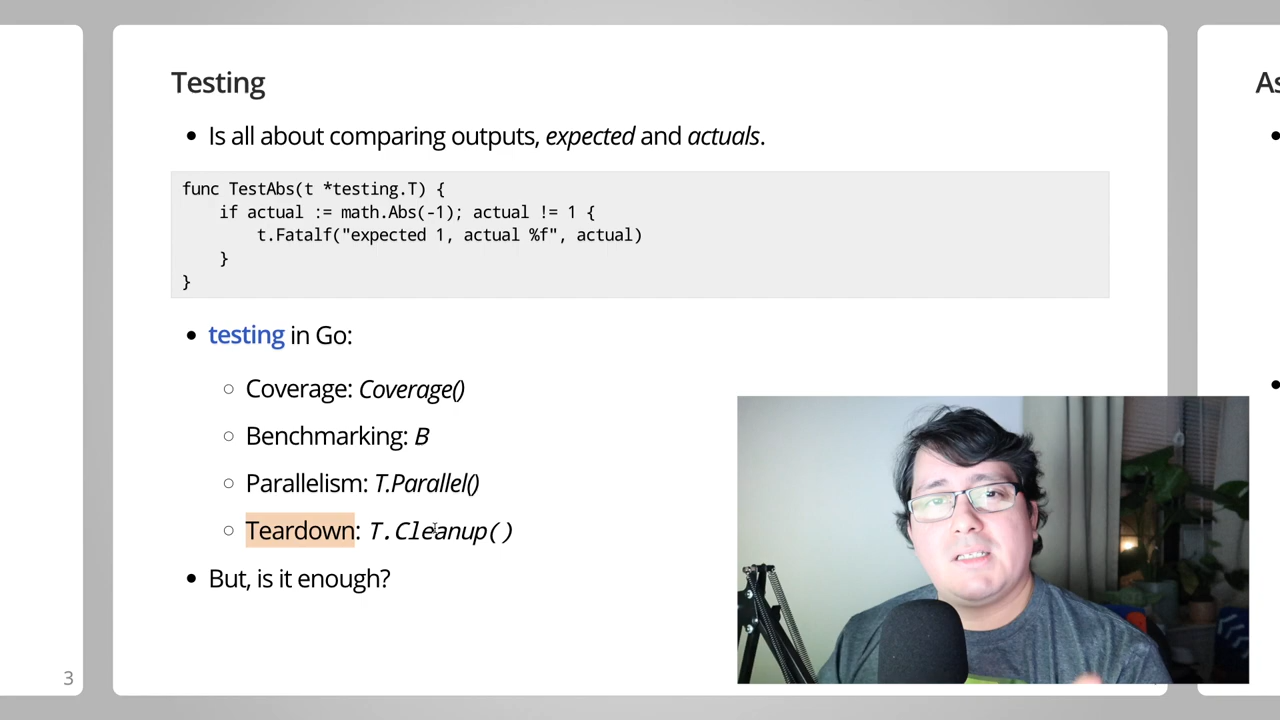 Testing
As
• Is all about comparing outputs, expected and actuals.
func TestAbs(t *testing.T) {
    if actual := math.Abs(-1); actual != 1 {
        t.Fatalf("expected 1, actual %f", actual)
    }
}
• testing in Go:
○ Coverage: Coverage()
○ Benchmarking: B
○ Parallelism: T.Parallel()
○ Teardown: T.Cleanup()
• But, is it enough?
3